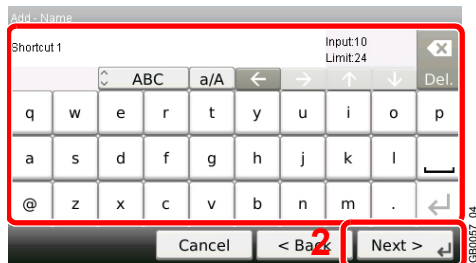 Add - Name
Shortcut 1
Input:10
Limit:24
ABC a/A ← → ↑ ↓ Del.
q w e r t y u i o p
a s d f g h j k l
@ z x c v b n m .
Cancel < Back 2 Next >
GB0057_04